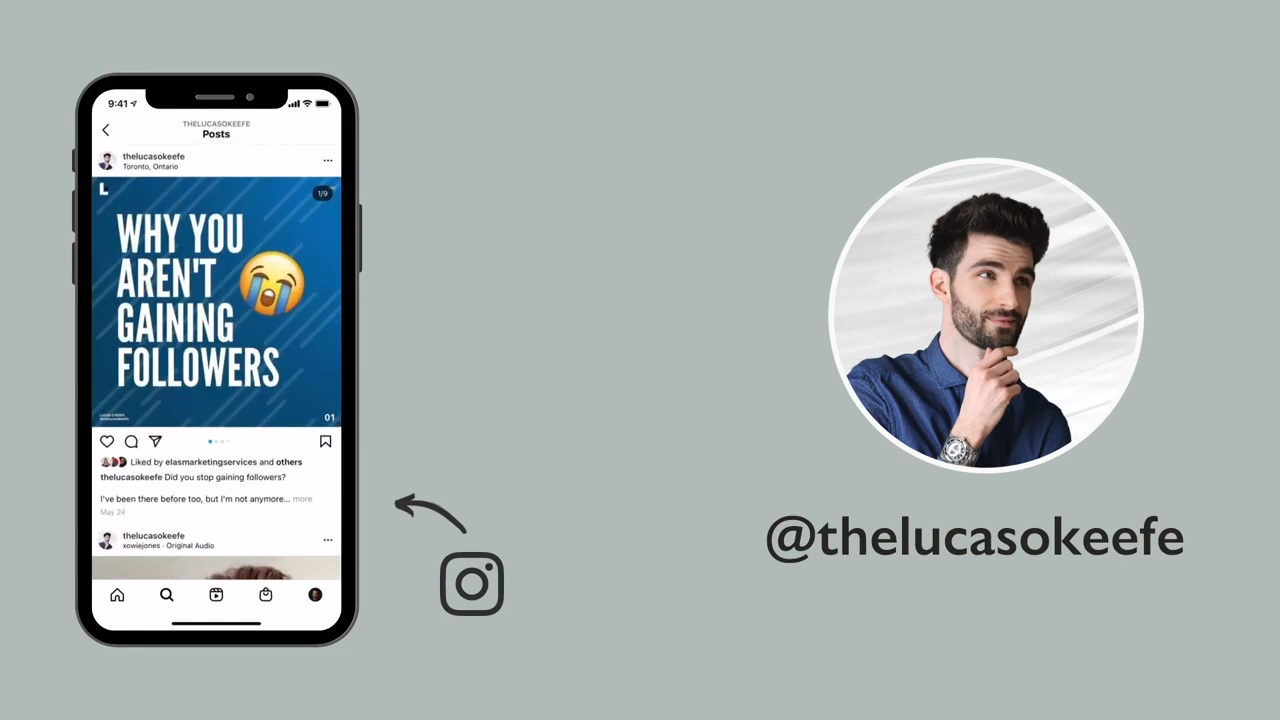 9:41
THELUCASOKEEFE
Posts
thelucasokeefe
Toronto, Ontario
L
1/9
WHY YOU
AREN'T
GAINING
FOLLOWERS
01
Liked by elasmarketingservices and others
thelucasokeefe Did you stop gaining followers?
I've been there before too, but I'm not anymore... more
May 24
thelucasokeefe
xowiejones · Original Audio
@thelucasokeefe